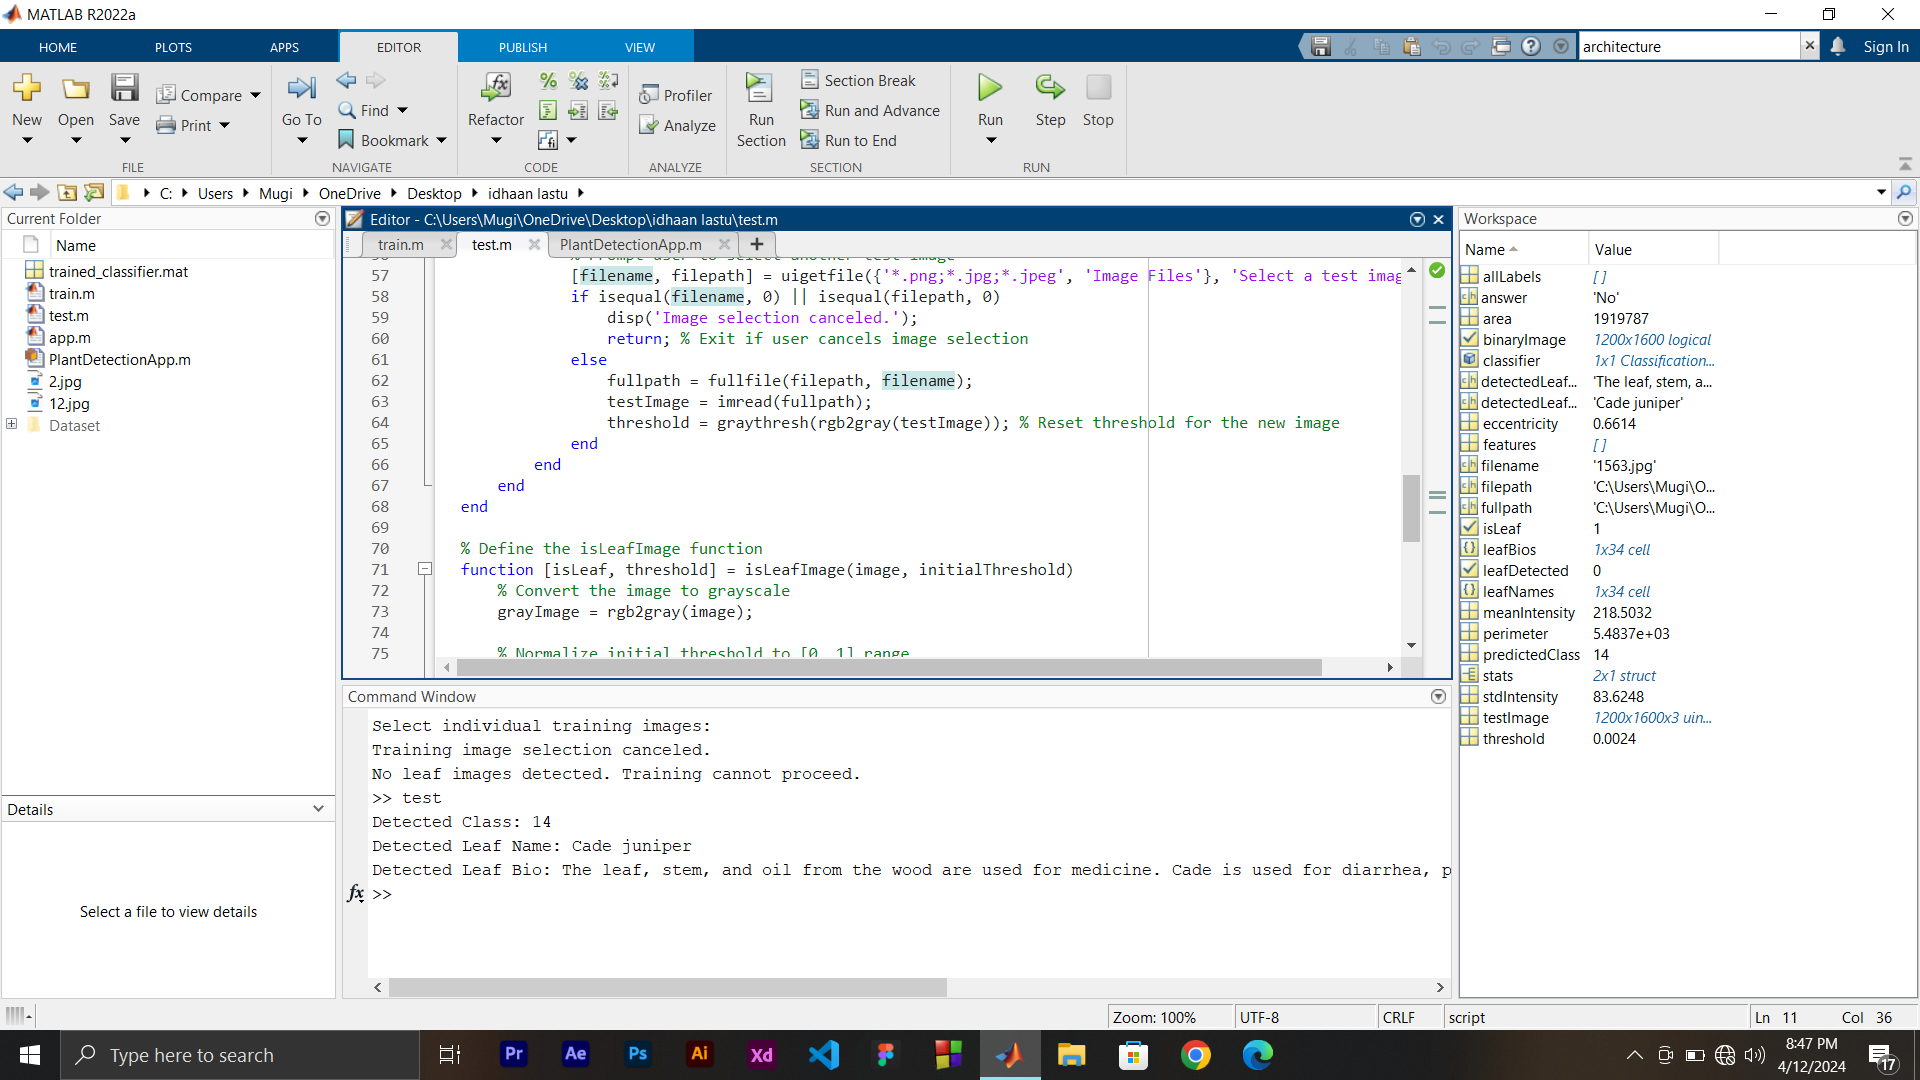 MATLAB R2022a
HOME PLOTS APPS EDITOR PUBLISH VIEW
architecture
Sign In
New Open Save Compare Print
FILE
Go To Find Bookmark
NAVIGATE
Refactor
CODE
Profiler
Analyze
ANALYZE
Run Section
Section Break
Run and Advance
Run to End
SECTION
Run Step Stop
RUN
C: Users Mugi OneDrive Desktop idhaan lastu
Current Folder
Name
trained_classifier.mat
train.m
test.m
app.m
PlantDetectionApp.m
2.jpg
12.jpg
Dataset
Details
Select a file to view details
Editor - C:\Users\Mugi\OneDrive\Desktop\idhaan lastu\test.m
train.m test.m PlantDetectionApp.m
56 % Prompt user to select another test image
57 [filename, filepath] = uigetfile({'*.png;*.jpg;*.jpeg', 'Image Files'}, 'Select a test imag
58 if isequal(filename, 0) || isequal(filepath, 0)
59 disp('Image selection canceled.');
60 return; % Exit if user cancels image selection
61 else
62 fullpath = fullfile(filepath, filename);
63 testImage = imread(fullpath);
64 threshold = graythresh(rgb2gray(testImage)); % Reset threshold for the new image
65 end
66 end
67 end
68 end
69
70 % Define the isLeafImage function
71 function [isLeaf, threshold] = isLeafImage(image, initialThreshold)
72 % Convert the image to grayscale
73 grayImage = rgb2gray(image);
74
75 % Normalize initial threshold to [0, 1] range
Command Window
Select individual training images:
Training image selection canceled.
No leaf images detected. Training cannot proceed.
>> test
Detected Class: 14
Detected Leaf Name: Cade juniper
Detected Leaf Bio: The leaf, stem, and oil from the wood are used for medicine. Cade is used for diarrhea, p
fx >>
Workspace
Name Value
allLabels []
answer 'No'
area 1919787
binaryImage 1200x1600 logical
classifier 1x1 Classification...
detectedLeaf... 'The leaf, stem, a...
detectedLeaf... 'Cade juniper'
eccentricity 0.6614
features []
filename '1563.jpg'
filepath 'C:\Users\Mugi\O...
fullpath 'C:\Users\Mugi\O...
isLeaf 1
leafBios 1x34 cell
leafDetected 0
leafNames 1x34 cell
meanIntensity 218.5032
perimeter 5.4837e+03
predictedClass 14
stats 2x1 struct
stdIntensity 83.6248
testImage 1200x1600x3 uin...
threshold 0.0024
Zoom: 100% UTF-8 CRLF script Ln 11 Col 36
Type here to search
Pr Ae Ps Ai Xd
8:47 PM
4/12/2024
17